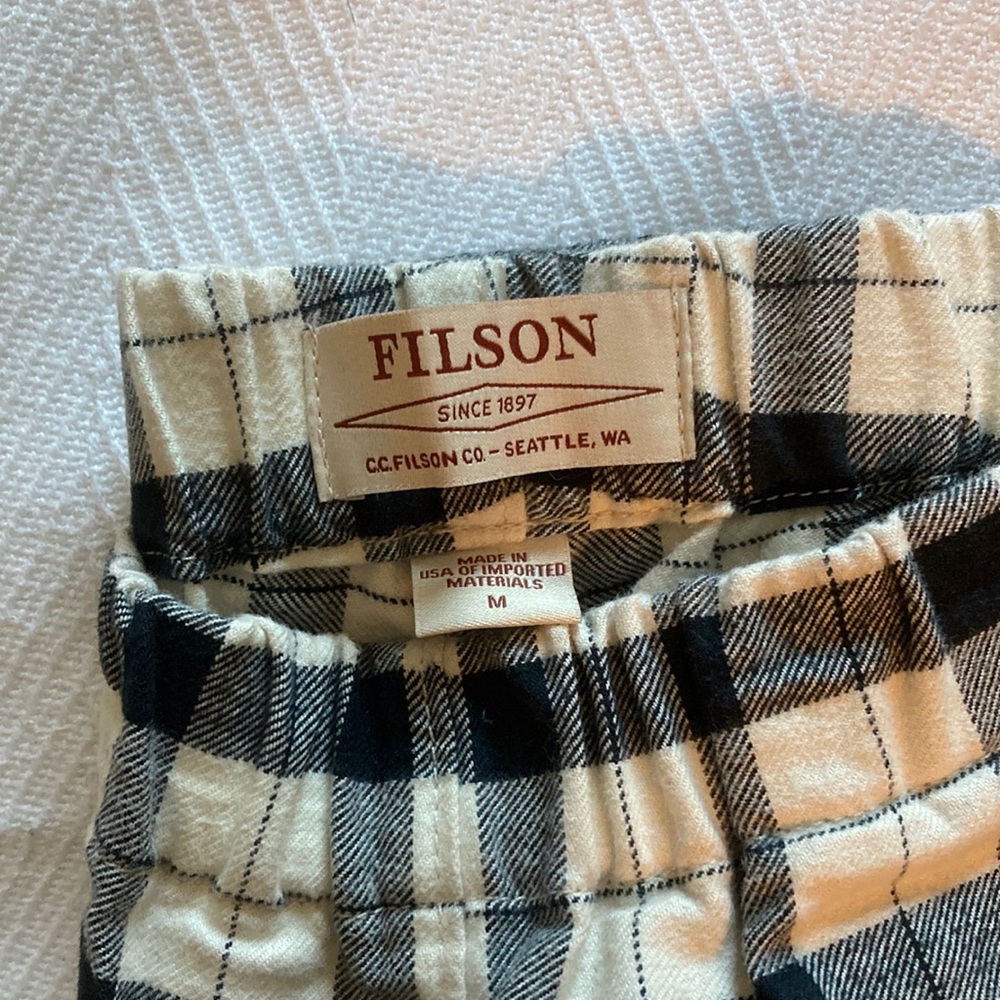 FILSON
SINCE 1897
C.C.FILSON CO. – SEATTLE, WA
MADE IN
USA OF IMPORTED
MATERIALS
M